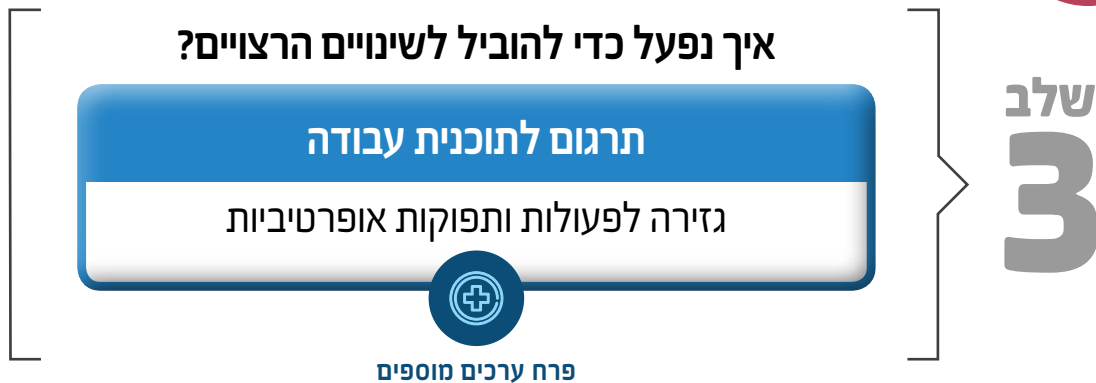 שלב
3
איך נפעל כדי להוביל לשינויים הרצויים?
תרגום לתוכנית עבודה
גזירה לפעולות ותפוקות אופרטיביות
פרח ערכים מוספים